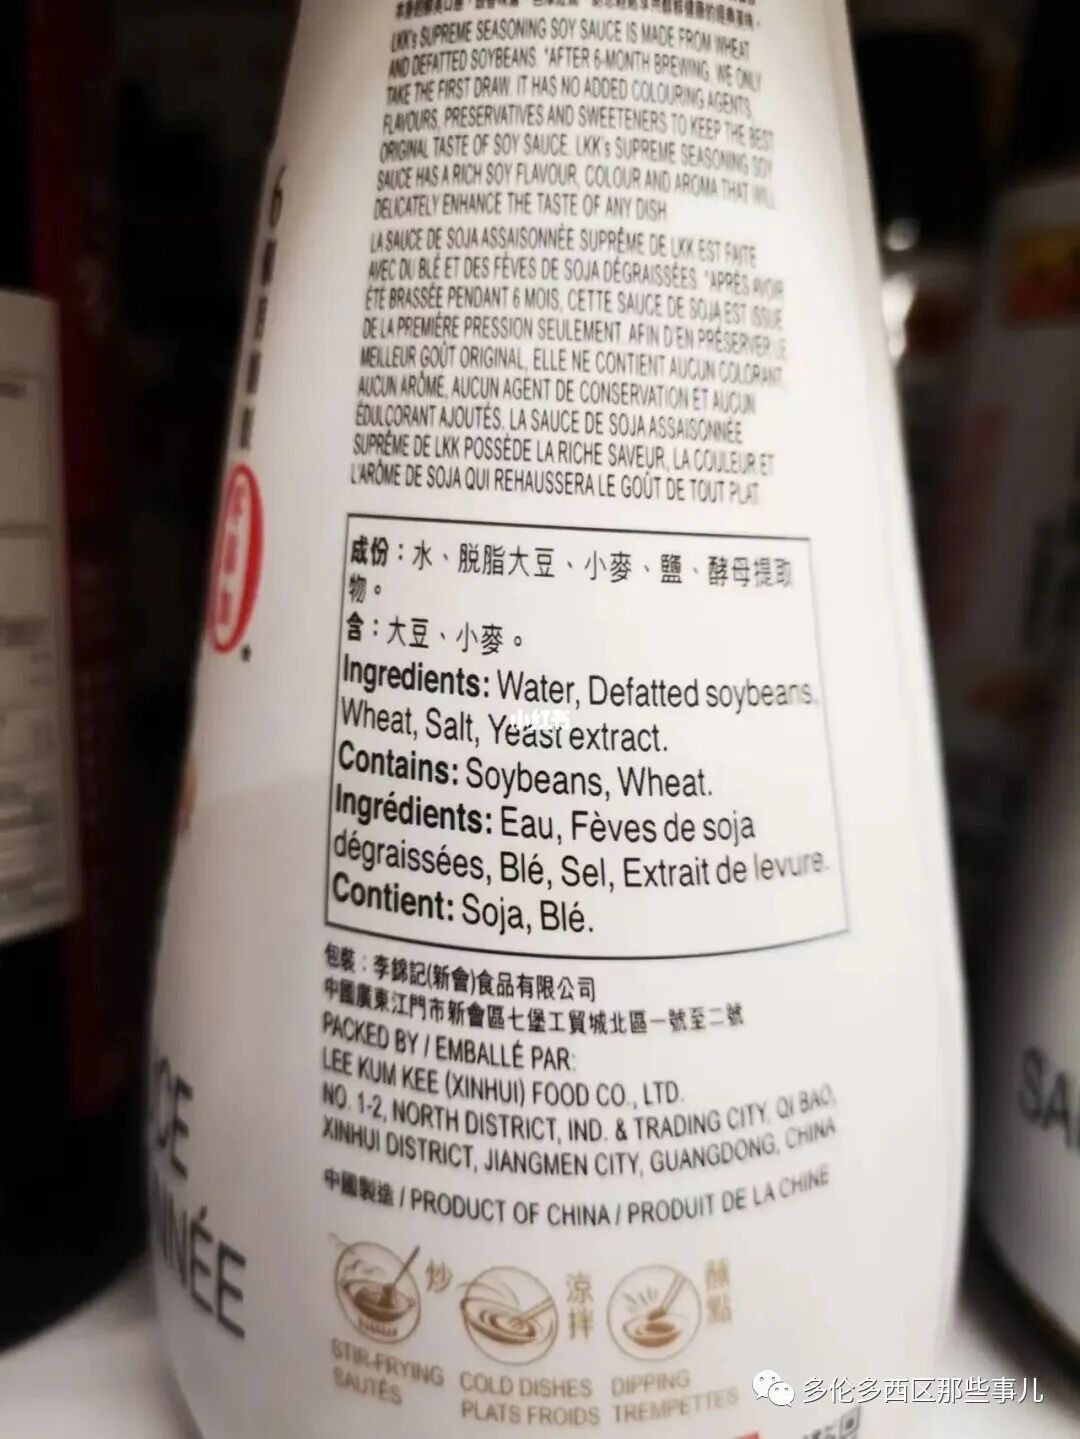 LKK's SUPREME SEASONING SOY SAUCE IS MADE FROM WHEAT
AND DEFATTED SOYBEANS. *AFTER 6-MONTH BREWING, WE ONLY
TAKE THE FIRST DRAW. IT HAS NO ADDED COLOURING AGENTS,
FLAVOURS, PRESERVATIVES AND SWEETENERS TO KEEP THE BEST
ORIGINAL TASTE OF SOY SAUCE. LKK's SUPREME SEASONING SOY
SAUCE HAS A RICH SOY FLAVOUR, COLOUR AND AROMA THAT WILL
DELICATELY ENHANCE THE TASTE OF ANY DISH
LA SAUCE DE SOJA ASSAISONNÉE SUPRÊME DE LKK EST FAITE
AVEC DU BLÉ ET DES FÈVES DE SOJA DÉGRAISSÉES. *APRÈS AVOIR
ÉTÉ BRASSÉE PENDANT 6 MOIS, CETTE SAUCE DE SOJA EST ISSUE
DE LA PREMIÈRE PRESSION SEULEMENT. AFIN D'EN PRÉSERVER LE
MEILLEUR GOÛT ORIGINAL, ELLE NE CONTIENT AUCUN COLORANT,
AUCUN ARÔME, AUCUN AGENT DE CONSERVATION ET AUCUN
ÉDULCORANT AJOUTÉS. LA SAUCE DE SOJA ASSAISONNÉE
SUPRÊME DE LKK POSSÈDE LA RICHE SAVEUR, LA COULEUR ET
L'ARÔME DE SOJA QUI REHAUSSERA LE GOÛT DE TOUT PLAT.
成份：水、脱脂大豆、小麥、鹽、酵母提取
物。
含：大豆、小麥。
Ingredients: Water, Defatted soybeans,
Wheat, Salt, Yeast extract.
Contains: Soybeans, Wheat.
Ingrédients: Eau, Fèves de soja
dégraissées, Blé, Sel, Extrait de levure.
Contient: Soja, Blé.
包裝：李錦記(新會)食品有限公司
中國廣東江門市新會區七堡工貿城北區一號至二號
PACKED BY / EMBALLÉ PAR:
LEE KUM KEE (XINHUI) FOOD CO., LTD.
NO. 1-2, NORTH DISTRICT, IND. & TRADING CITY, QI BAO,
XINHUI DISTRICT, JIANGMEN CITY, GUANGDONG, CHINA
中國製造 / PRODUCT OF CHINA / PRODUIT DE LA CHINE
炒
涼拌
蘸點
STIR-FRYING
SAUTÉS
COLD DISHES
PLATS FROIDS
DIPPING
TREMPETTES
小红书
NÉE
SA
多伦多西区那些事儿